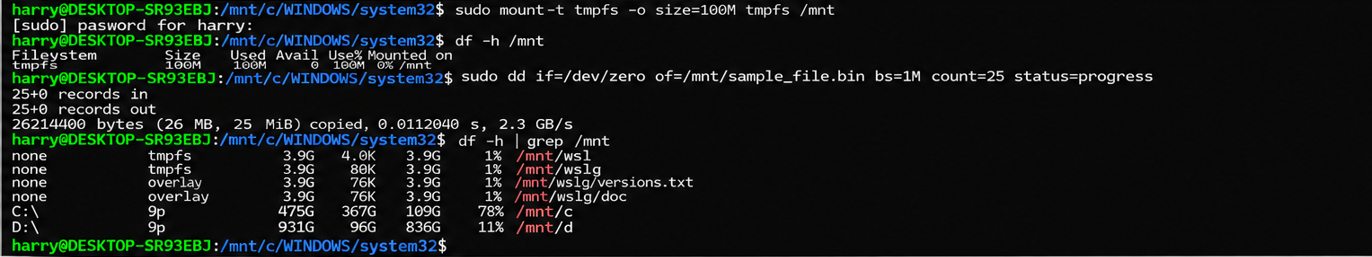 harry@DESKTOP-SR93EBJ:/mnt/c/WINDOWS/system32$ sudo mount-t tmpfs -o size=100M tmpfs /mnt
[sudo] pasword for harry:
harry@DESKTOP-SR93EBJ:/mnt/c/WINDOWS/system32$ df -h /mnt
Fileystem Size Used Avail Use% Mounted on
tmpfs 100M 0 100M 0% /mnt
harry@DESKTOP-SR93EBJ:/mnt/c/WINDOWS/system32$ sudo dd if=/dev/zero of=/mnt/sample_file.bin bs=1M count=25 status=progress
25+0 records in
25+0 records out
26214400 bytes (26 MB, 25 MiB) copied, 0.0112040 s, 2.3 GB/s
harry@DESKTOP-SR93EBJ:/mnt/c/WINDOWS/system32$ df -h | grep /mnt
none tmpfs 3.9G 4.0K 3.9G 1% /mnt/wsl
none tmpfs 3.9G 80K 3.9G 1% /mnt/wslg
none overlay 3.9G 76K 3.9G 1% /mnt/wslg/versions.txt
none overlay 3.9G 76K 3.9G 1% /mnt/wslg/doc
C:\ 9p 475G 367G 109G 78% /mnt/c
D:\ 9p 931G 96G 836G 11% /mnt/d
harry@DESKTOP-SR93EBJ:/mnt/c/WINDOWS/system32$